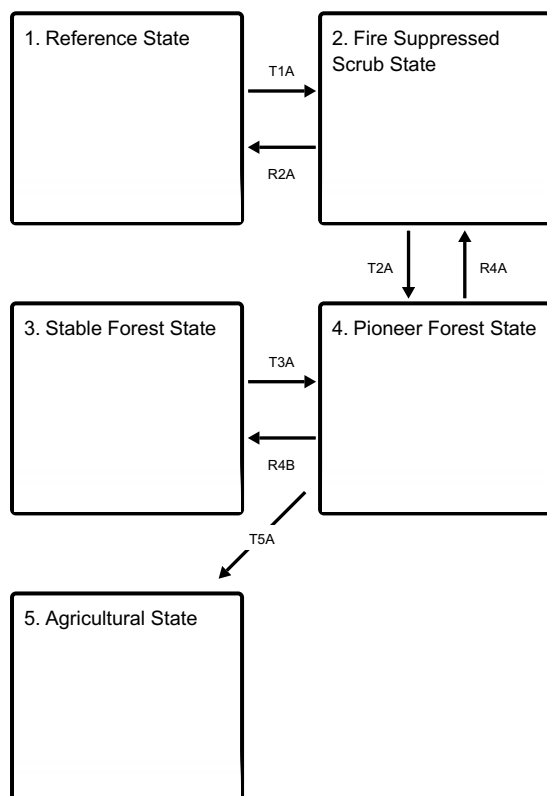 1. Reference State
2. Fire Suppressed
Scrub State
T1A
R2A
T2A
R4A
3. Stable Forest State
4. Pioneer Forest State
T3A
R4B
T5A
5. Agricultural State